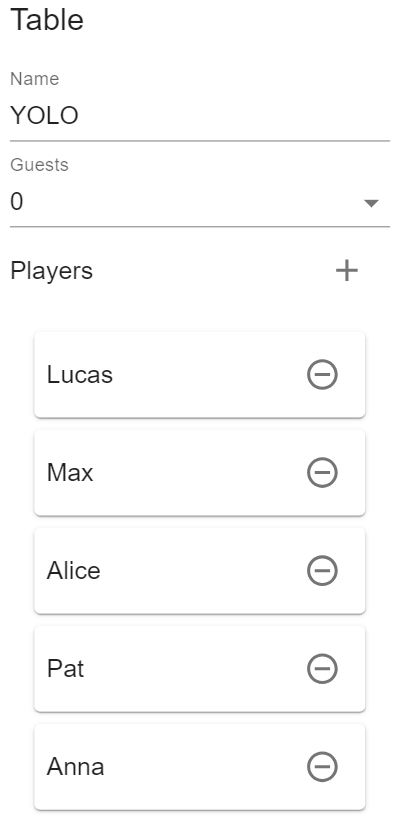 Table
Name
YOLO
Guests
0
Players
Lucas
Max
Alice
Pat
Anna